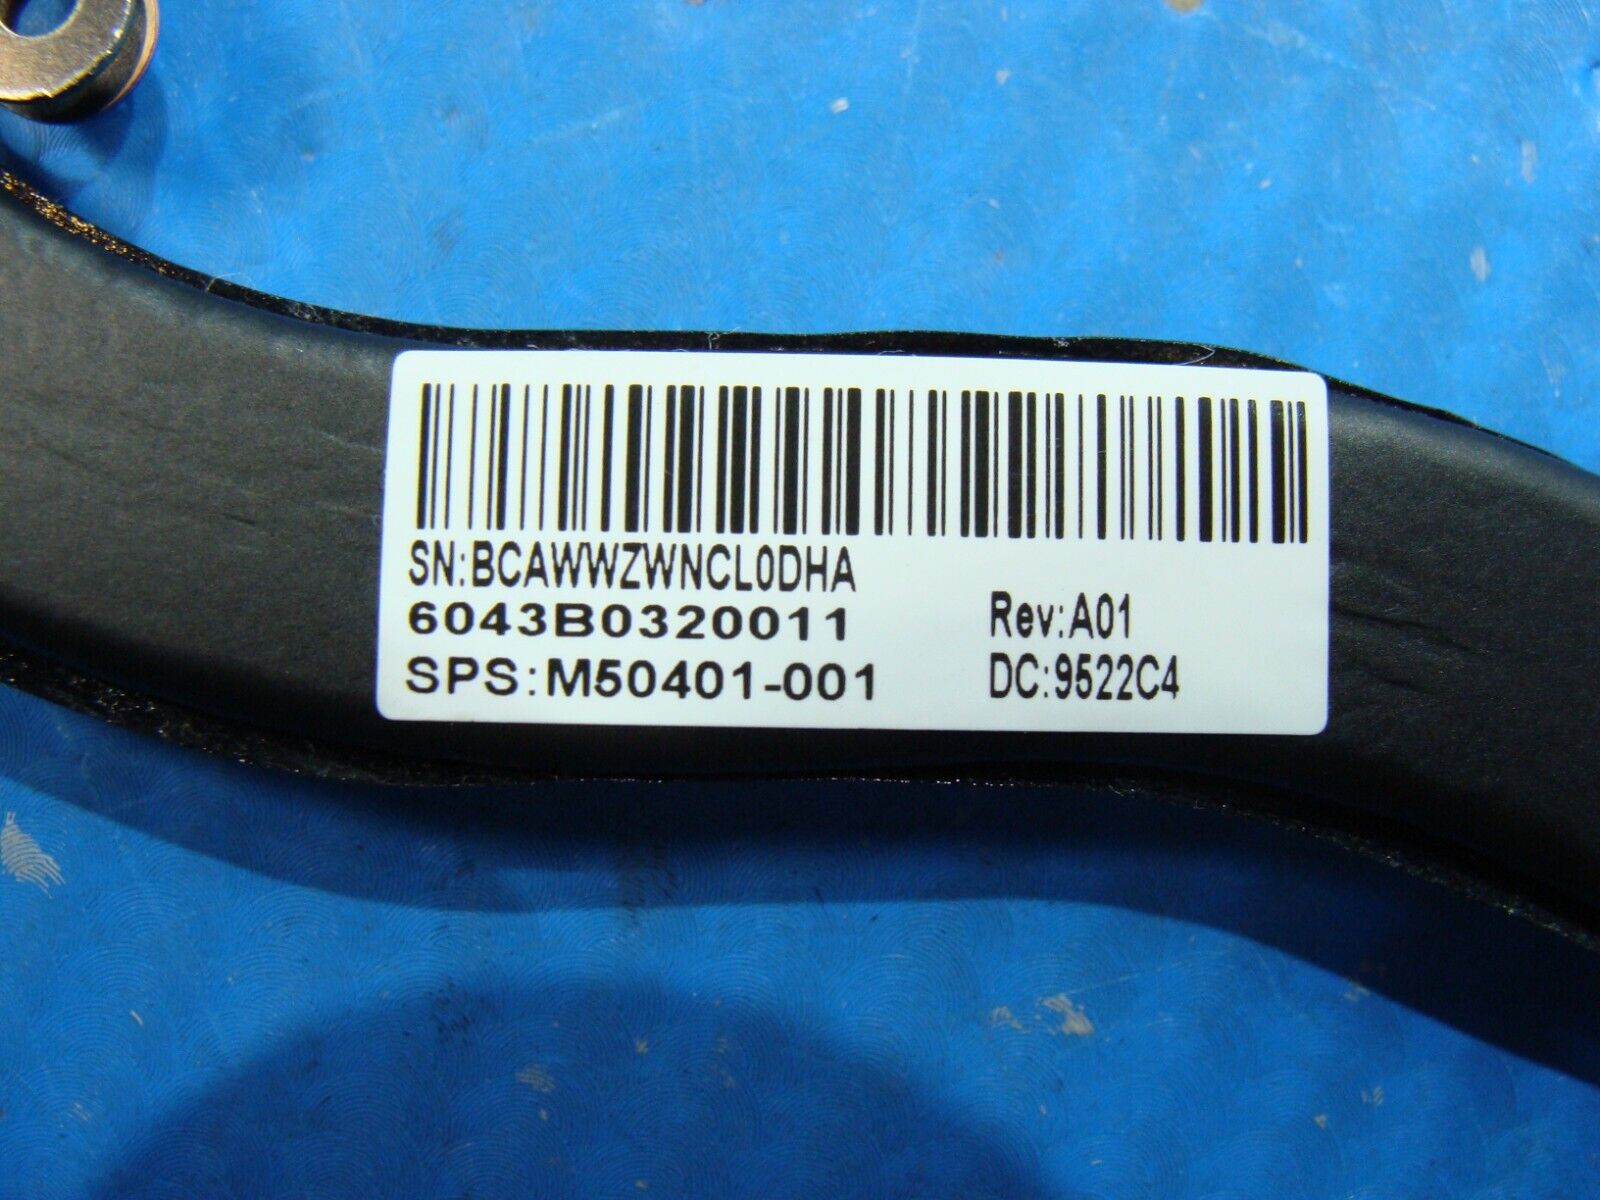 SN:BCAWWZWNCL0DHA
6043B0320011 Rev:A01
SPS:M50401-001 DC:9522C4